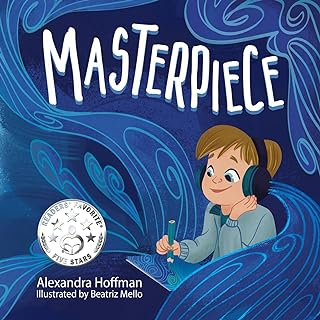 MASTERPIECE
READERS' FAVORITE
FIVE STARS
Alexandra Hoffman
Illustrated by Beatriz Mello